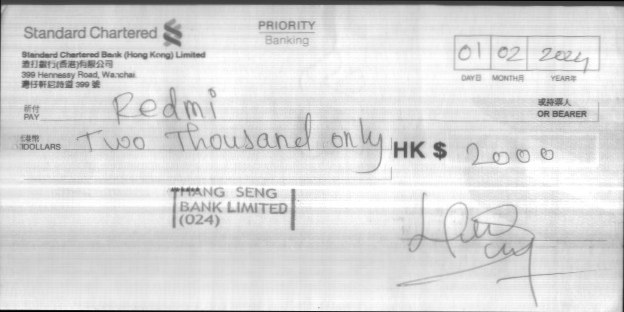 Standard Chartered
PRIORITY
Banking
Standard Chartered Bank (Hong Kong) Limited
渣打銀行(香港)有限公司
399 Hennessy Road, Wanchai.
灣仔軒尼詩道 399 號
01 02 2024
DAY日 MONTH月 YEAR年
祈付
PAY Redmi
或持票人
OR BEARER
港幣
DOLLARS Two Thousand only HK $ 2000
HANG SENG
BANK LIMITED
(024)